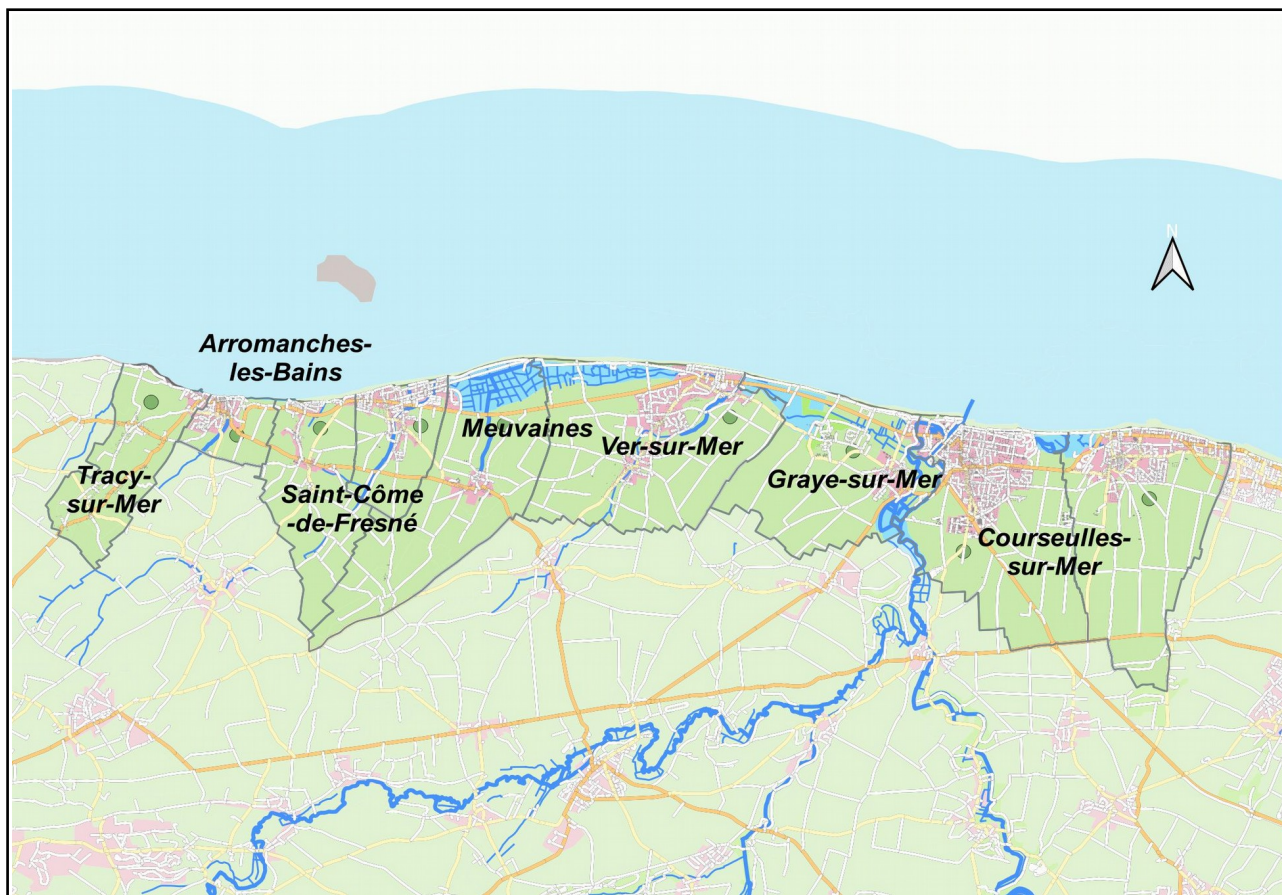 N
Arromanches-
les-Bains
Meuvaines
Ver-sur-Mer
Tracy-
sur-Mer
Saint-Côme
-de-Fresné
Graye-sur-Mer
Courseulles-
sur-Mer